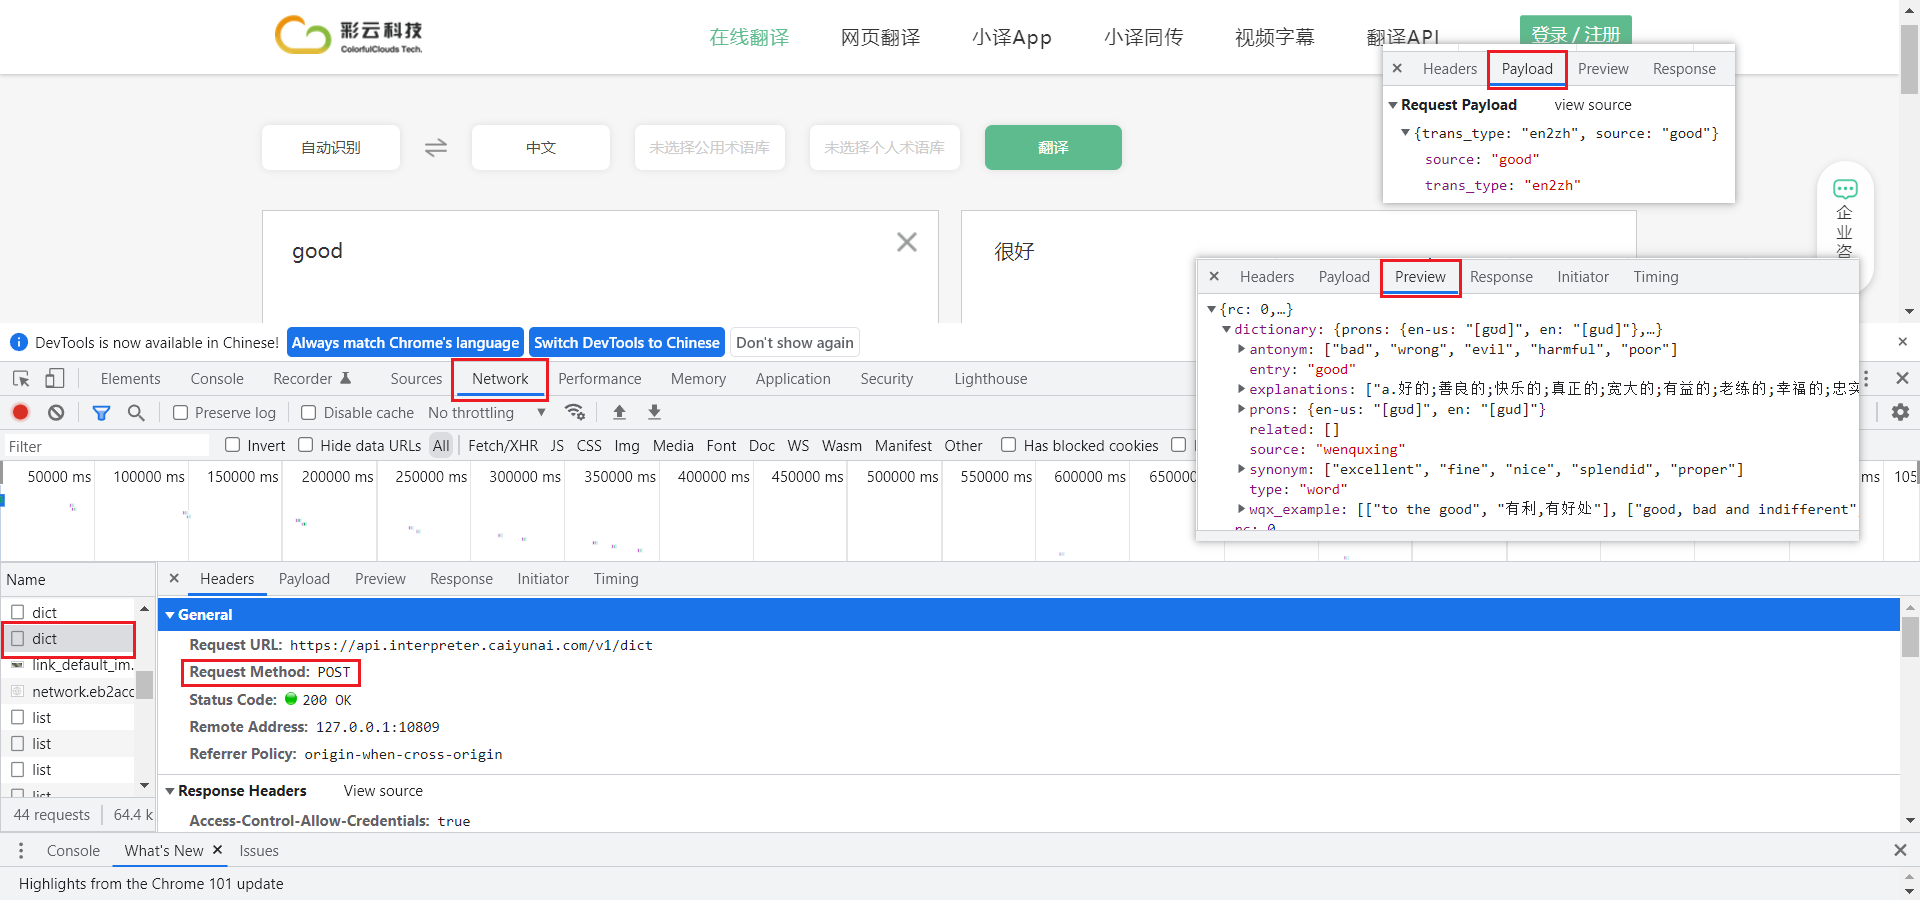 彩云科技
ColorfulClouds Tech.
在线翻译 网页翻译 小译App 小译同传 视频字幕 翻译API 登录 / 注册
自动识别 中文 未选择公用术语库 未选择个人术语库 翻译
good
很好
企
业
咨
Headers Payload Preview Response
Request Payload view source
{trans_type: "en2zh", source: "good"}
source: "good"
trans_type: "en2zh"
Headers Payload Preview Response Initiator Timing
{rc: 0,…}
dictionary: {prons: {en-us: "[gʊd]", en: "[gud]"},…}
antonym: ["bad", "wrong", "evil", "harmful", "poor"]
entry: "good"
explanations: ["a.好的;善良的;快乐的;真正的;宽大的;有益的;老练的;幸福的;忠实
prons: {en-us: "[gʊd]", en: "[gud]"}
related: []
source: "wenquxing"
synonym: ["excellent", "fine", "nice", "splendid", "proper"]
type: "word"
wqx_example: [["to the good", "有利,有好处"], ["good, bad and indifferent"
rc: 0
DevTools is now available in Chinese! Always match Chrome's language Switch DevTools to Chinese Don't show again
Elements Console Recorder Sources Network Performance Memory Application Security Lighthouse
Preserve log Disable cache No throttling
Filter Invert Hide data URLs All Fetch/XHR JS CSS Img Media Font Doc WS Wasm Manifest Other Has blocked cookies
50000 ms 100000 ms 150000 ms 200000 ms 250000 ms 300000 ms 350000 ms 400000 ms 450000 ms 500000 ms 550000 ms 600000 ms 65000 ms 105
Name
dict
dict
link_default_im.
network.eb2acc
list
list
list
list
44 requests 64.4 k
Headers Payload Preview Response Initiator Timing
General
Request URL: https://api.interpreter.caiyunai.com/v1/dict
Request Method: POST
Status Code: 200 OK
Remote Address: 127.0.0.1:10809
Referrer Policy: origin-when-cross-origin
Response Headers View source
Access-Control-Allow-Credentials: true
Console What's New Issues
Highlights from the Chrome 101 update